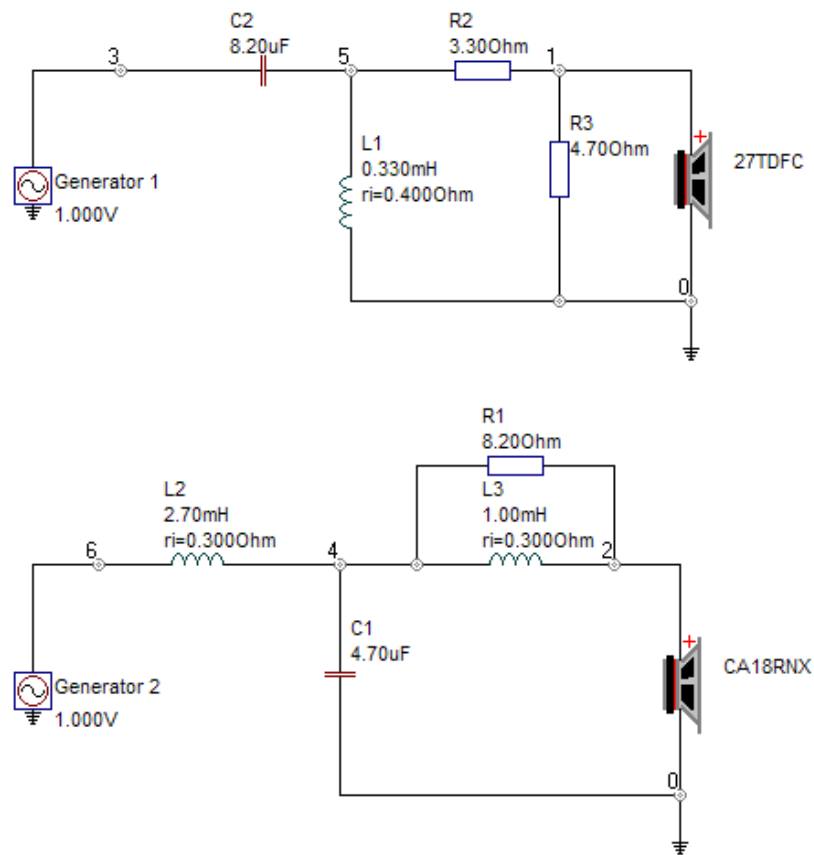 C2
8.20uF
R2
3.30Ohm
3
5
1
L1
0.330mH
ri=0.400Ohm
R3
4.70Ohm
27TDFC
Generator 1
1.000V
0
R1
8.20Ohm
L2
2.70mH
ri=0.300Ohm
L3
1.00mH
ri=0.300Ohm
6
4
2
C1
4.70uF
CA18RNX
Generator 2
1.000V
0